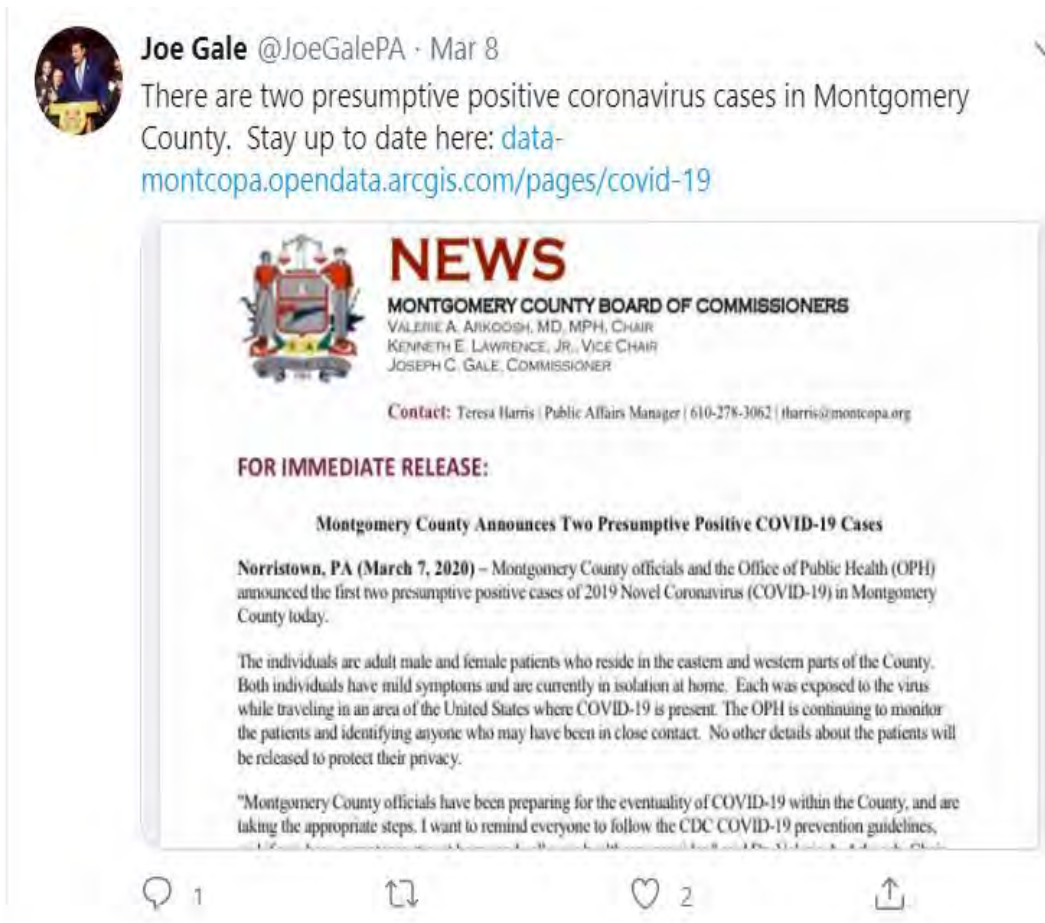 Joe Gale @JoeGalePA · Mar 8
There are two presumptive positive coronavirus cases in Montgomery
County. Stay up to date here: data-
montcopa.opendata.arcgis.com/pages/covid-19
NEWS
MONTGOMERY COUNTY BOARD OF COMMISSIONERS
VALERIE A. ARKOOSH, MD, MPH, CHAIR
KENNETH E. LAWRENCE, JR., VICE CHAIR
JOSEPH C. GALE, COMMISSIONER
Contact: Teresa Harris | Public Affairs Manager | 610-278-3062 | tharris@montcopa.org
FOR IMMEDIATE RELEASE:
Montgomery County Announces Two Presumptive Positive COVID-19 Cases
Norristown, PA (March 7, 2020) – Montgomery County officials and the Office of Public Health (OPH)
announced the first two presumptive positive cases of 2019 Novel Coronavirus (COVID-19) in Montgomery
County today.
The individuals are adult male and female patients who reside in the eastern and western parts of the County.
Both individuals have mild symptoms and are currently in isolation at home. Each was exposed to the virus
while traveling in an area of the United States where COVID-19 is present. The OPH is continuing to monitor
the patients and identifying anyone who may have been in close contact. No other details about the patients will
be released to protect their privacy.
"Montgomery County officials have been preparing for the eventuality of COVID-19 within the County, and are
taking the appropriate steps. I want to remind everyone to follow the CDC COVID-19 prevention guidelines,
1
2